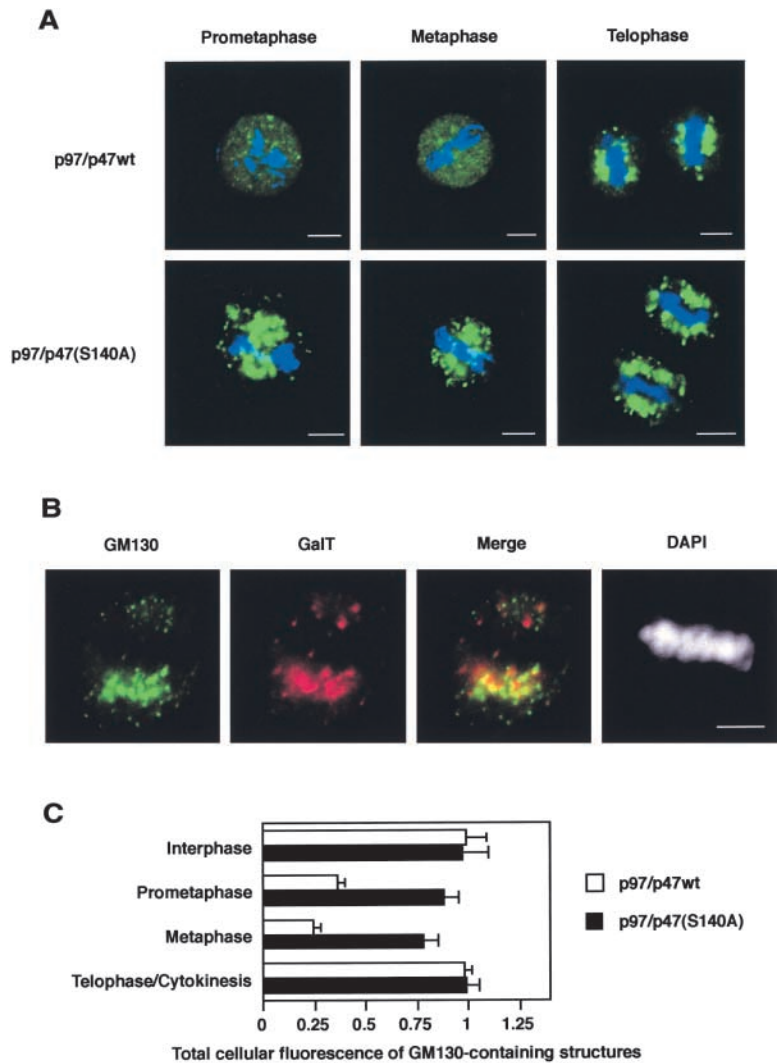 A
Prometaphase Metaphase Telophase
p97/p47wt
p97/p47(S140A)
B
GM130 GalT Merge DAPI
C
Interphase
Prometaphase
Metaphase
Telophase/Cytokinesis
p97/p47wt
p97/p47(S140A)
0 0.25 0.5 0.75 1 1.25
Total cellular fluorescence of GM130-containing structures